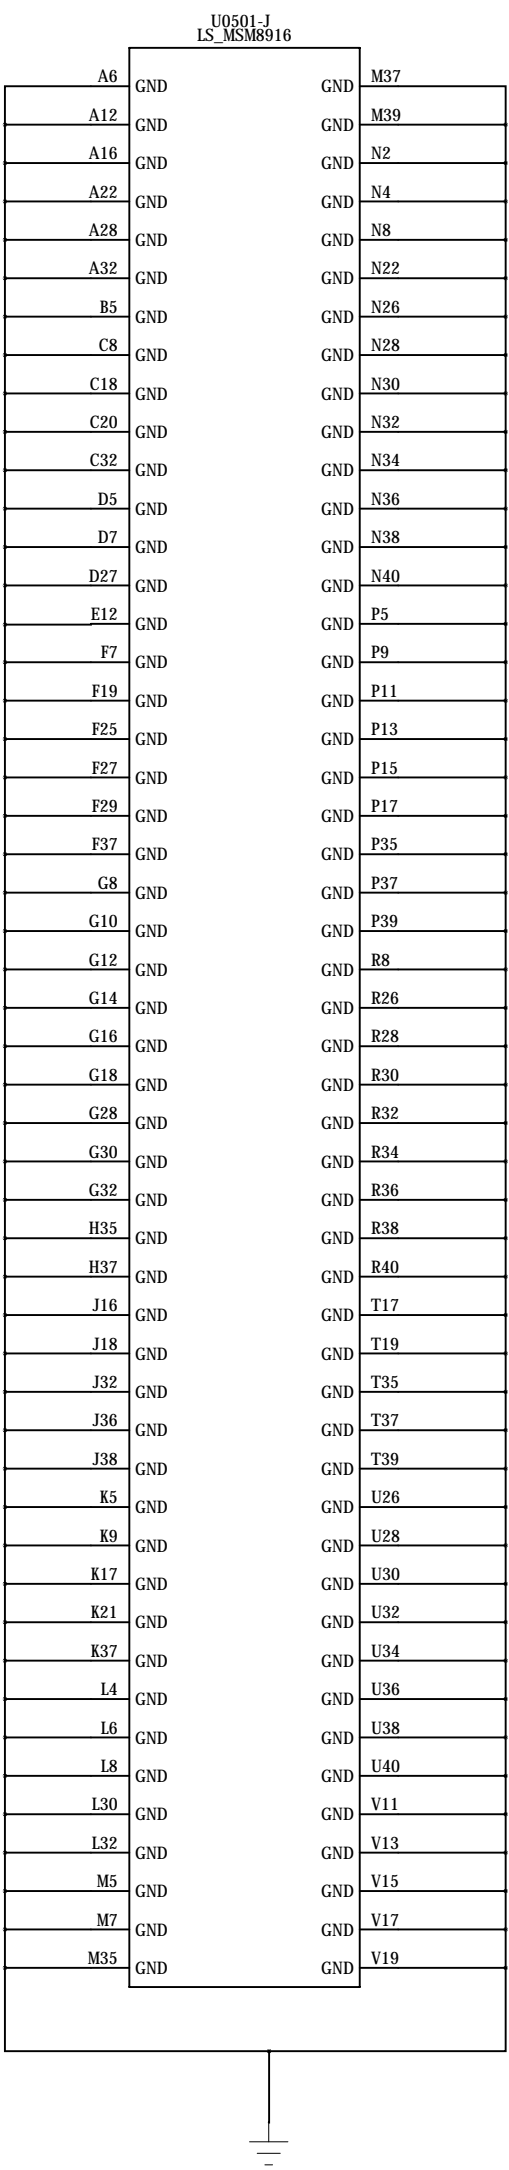 U0501-J
LS_MSM8916
A6 GND GND M37
A12 GND GND M39
A16 GND GND N2
A22 GND GND N4
A28 GND GND N8
A32 GND GND N22
B5 GND GND N26
C8 GND GND N28
C18 GND GND N30
C20 GND GND N32
C32 GND GND N34
D5 GND GND N36
D7 GND GND N38
D27 GND GND N40
E12 GND GND P5
F7 GND GND P9
F19 GND GND P11
F25 GND GND P13
F27 GND GND P15
F29 GND GND P17
F37 GND GND P35
G8 GND GND P37
G10 GND GND P39
G12 GND GND R8
G14 GND GND R26
G16 GND GND R28
G18 GND GND R30
G28 GND GND R32
G30 GND GND R34
G32 GND GND R36
H35 GND GND R38
H37 GND GND R40
J16 GND GND T17
J18 GND GND T19
J32 GND GND T35
J36 GND GND T37
J38 GND GND T39
K5 GND GND U26
K9 GND GND U28
K17 GND GND U30
K21 GND GND U32
K37 GND GND U34
L4 GND GND U36
L6 GND GND U38
L8 GND GND U40
L30 GND GND V11
L32 GND GND V13
M5 GND GND V15
M7 GND GND V17
M35 GND GND V19